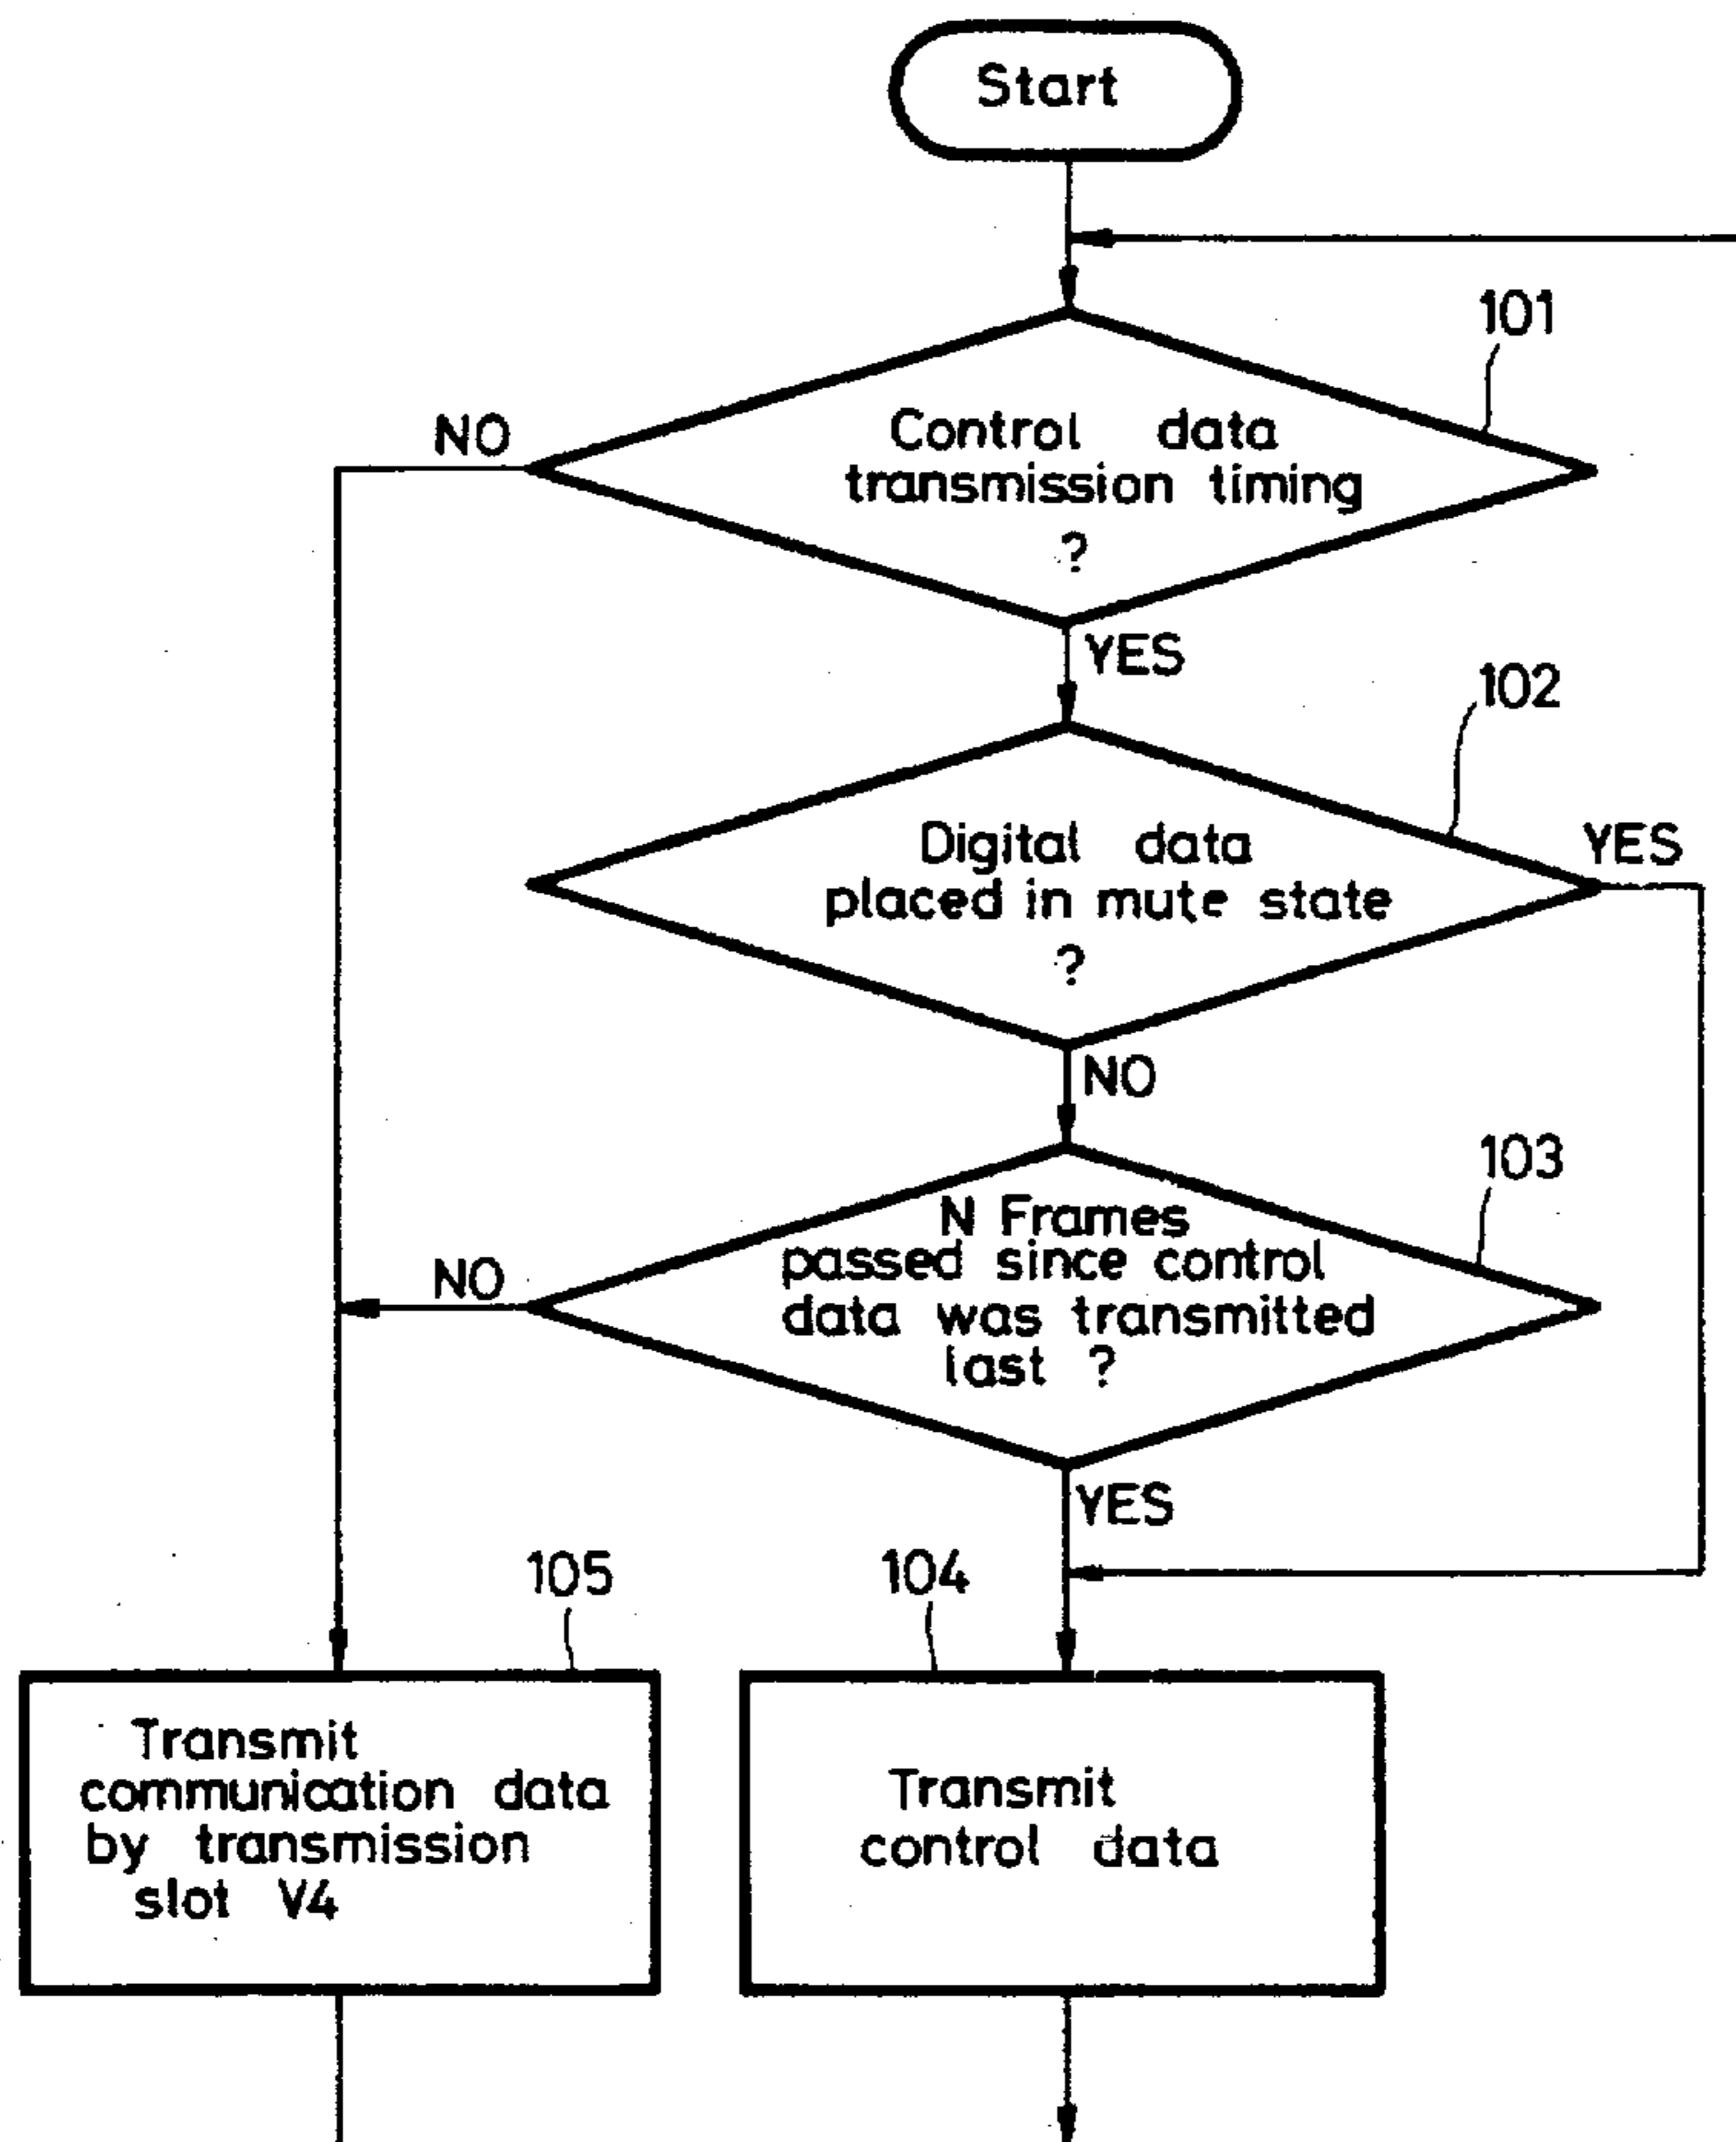 Start
101
NO
Control data
transmission timing
?
YES
102
YES
Digital data
placed in mute state
?
NO
103
N Frames
passed since control
data was transmitted
last ?
NO
YES
105
104
Transmit
communication data
by transmission
slot V4
Transmit
control data